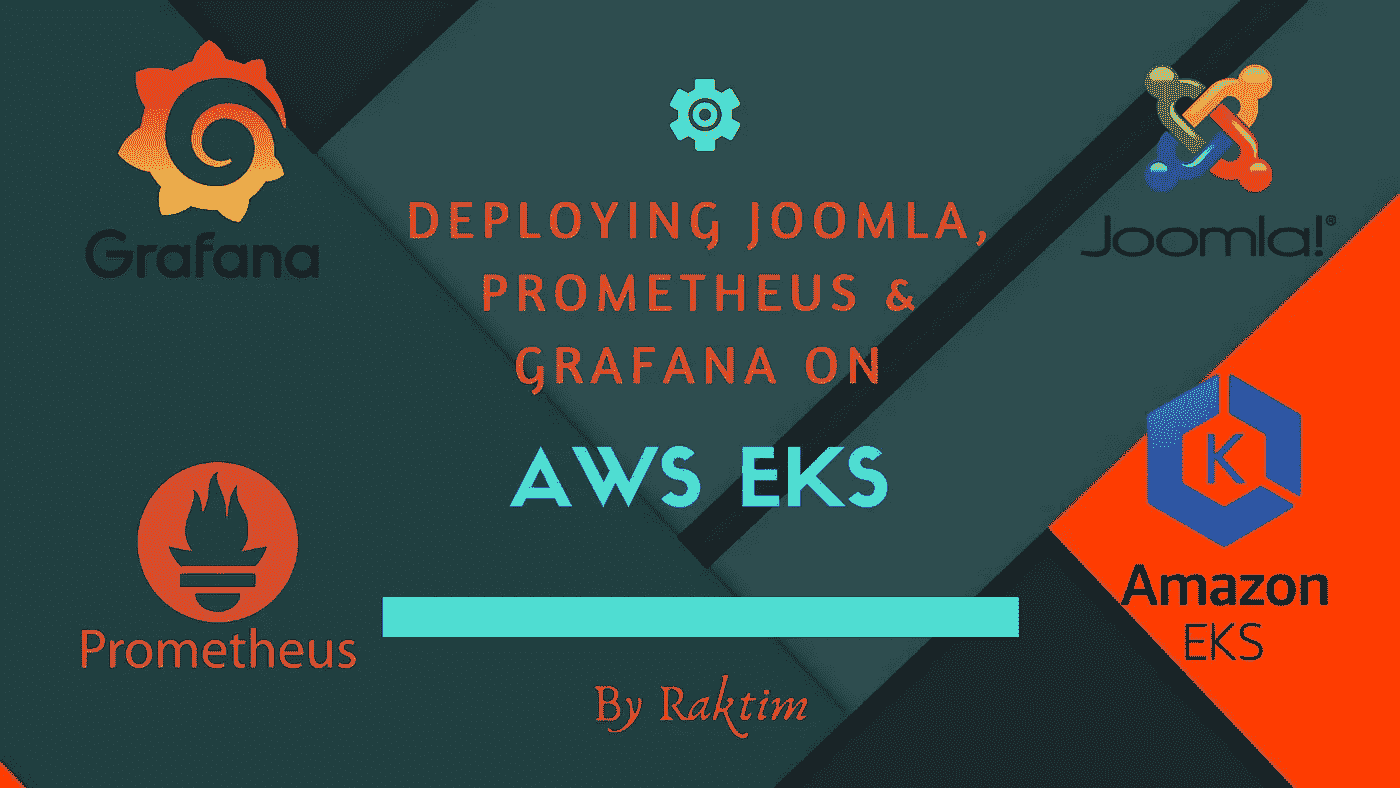 Grafana
Joomla!®
DEPLOYING JOOMLA,
PROMETHEUS &
GRAFANA ON
AWS EKS
K
Amazon
EKS
Prometheus
By Raktim